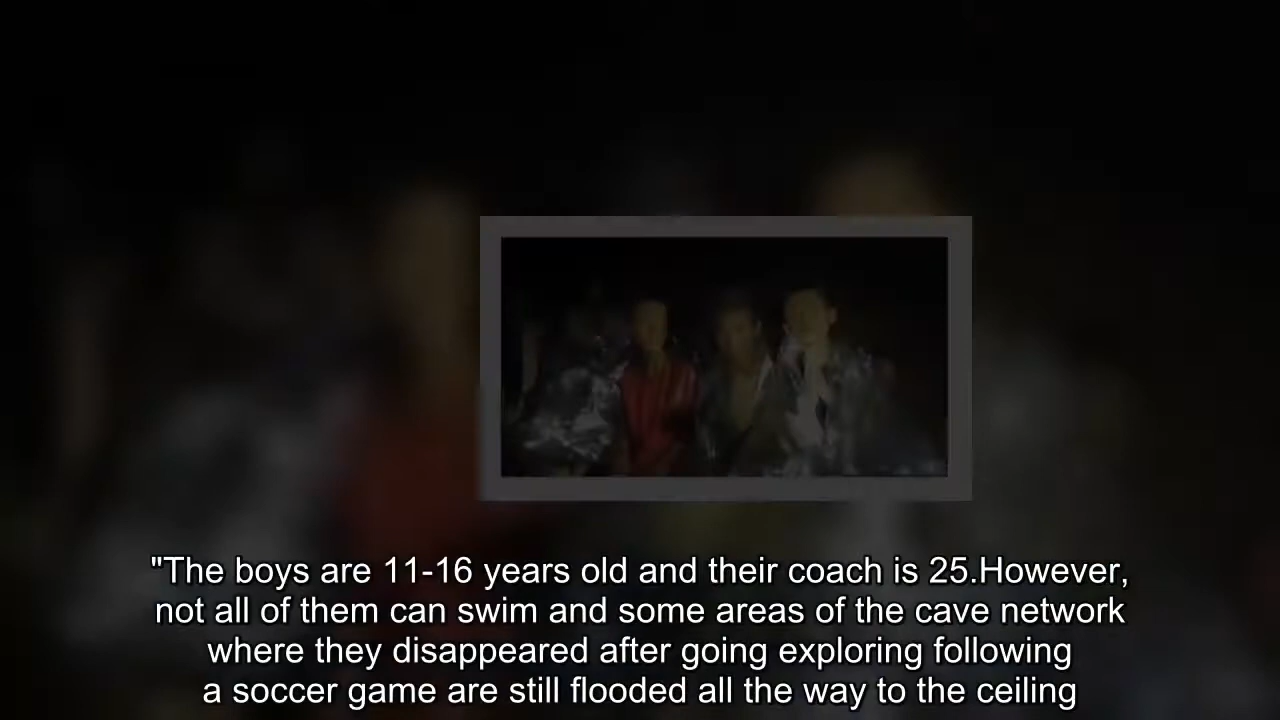 "The boys are 11-16 years old and their coach is 25.However,
not all of them can swim and some areas of the cave network
where they disappeared after going exploring following
a soccer game are still flooded all the way to the ceiling